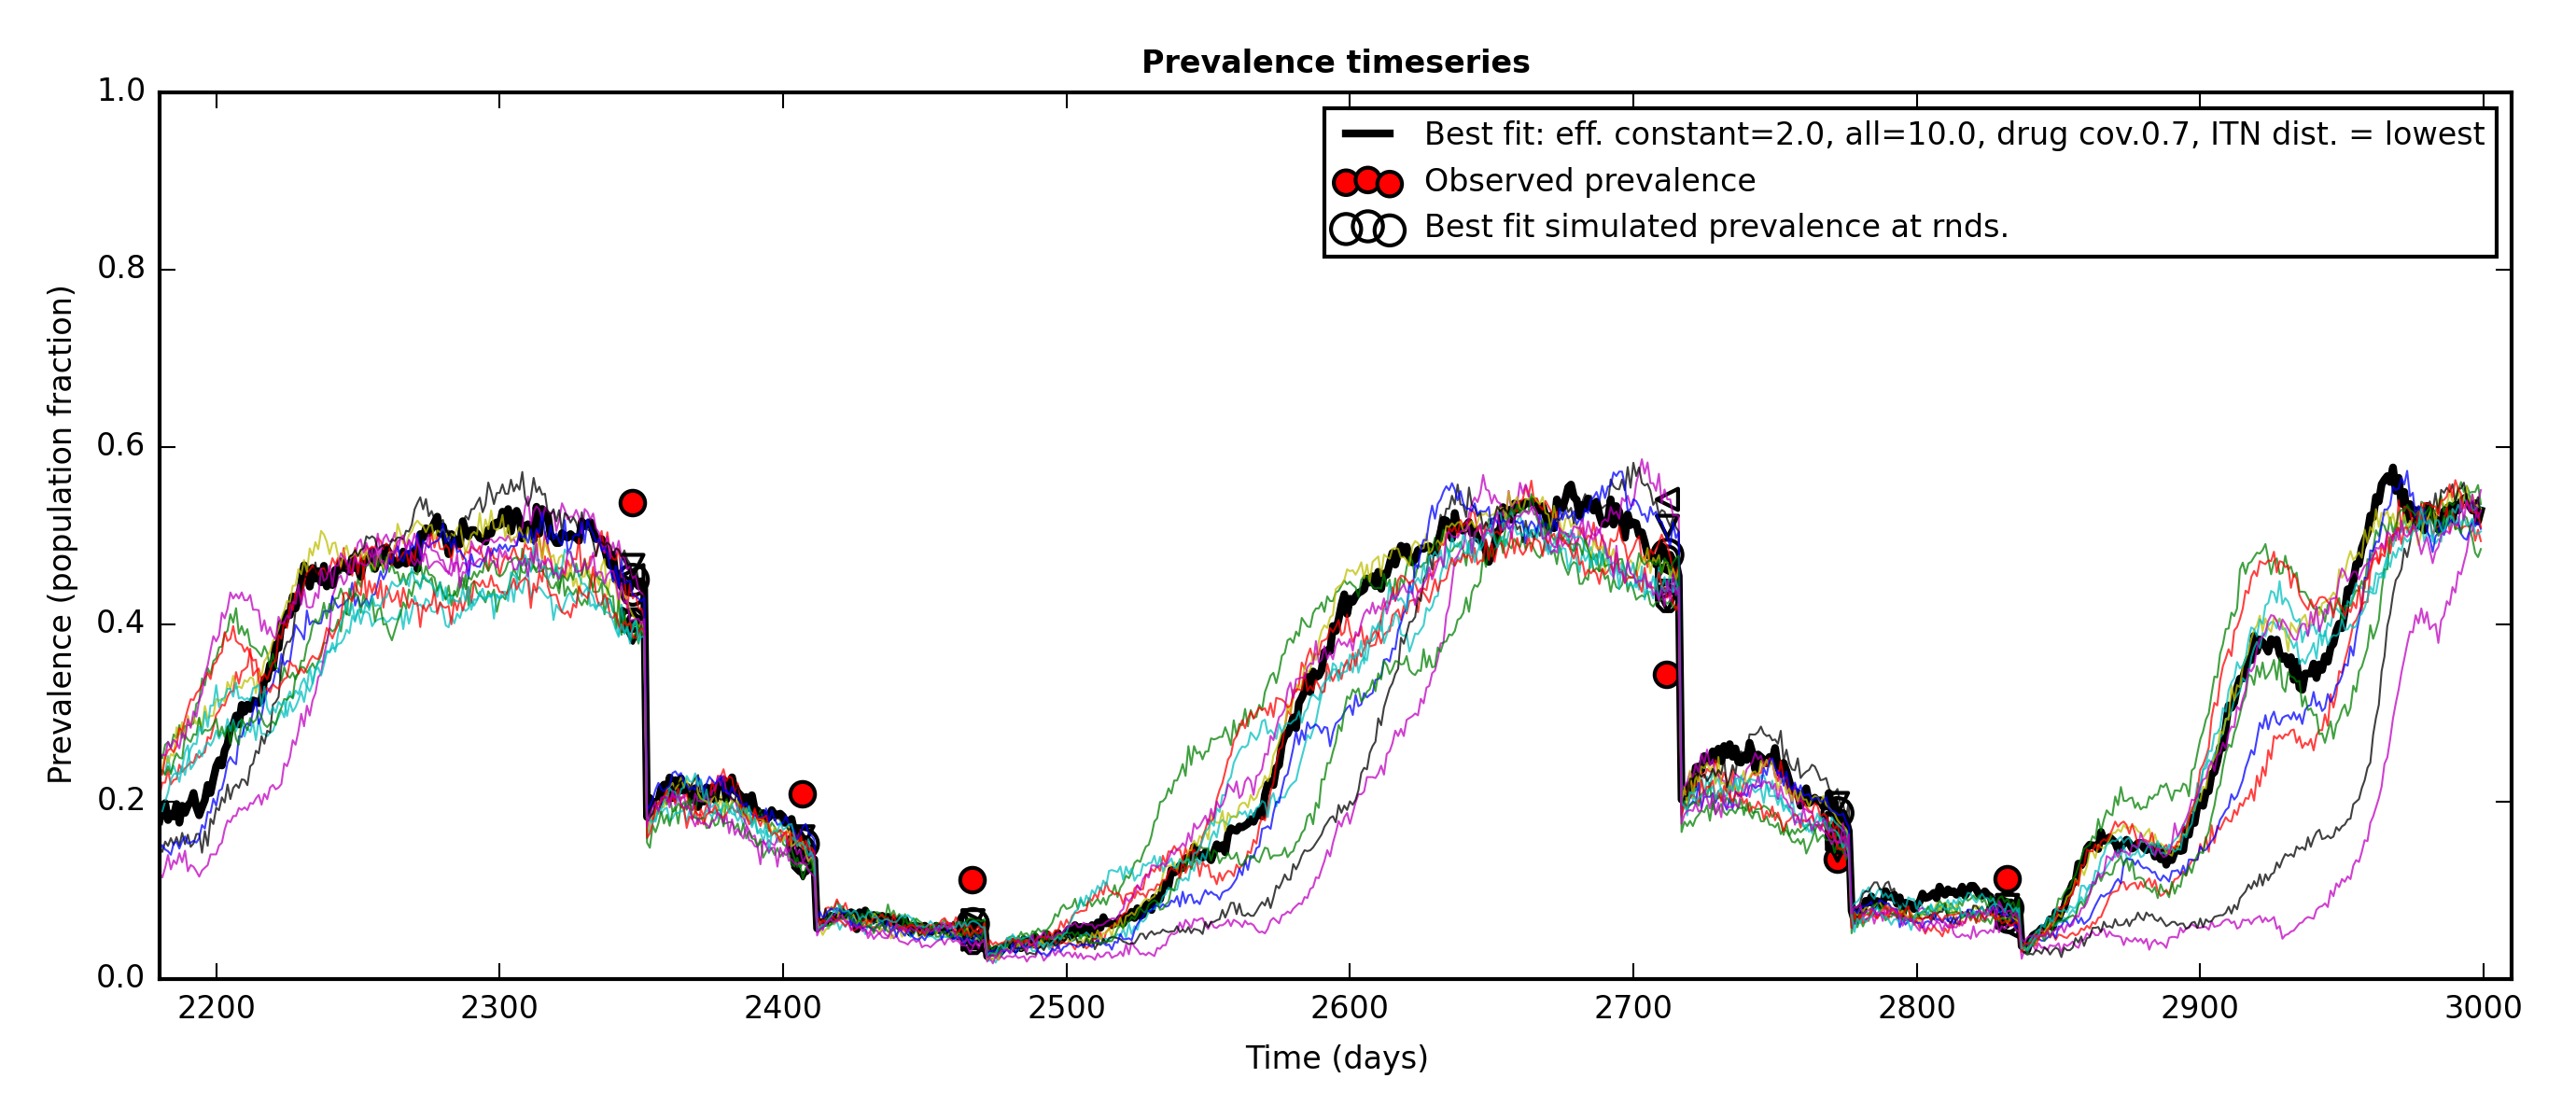 Prevalence timeseries
Best fit: eff. constant=2.0, all=10.0, drug cov.0.7, ITN dist. = lowest
Observed prevalence
Best fit simulated prevalence at rnds.
Prevalence (population fraction)
1.0
0.8
0.6
0.4
0.2
0.0
2200 2300 2400 2500 2600 2700 2800 2900 3000
Time (days)